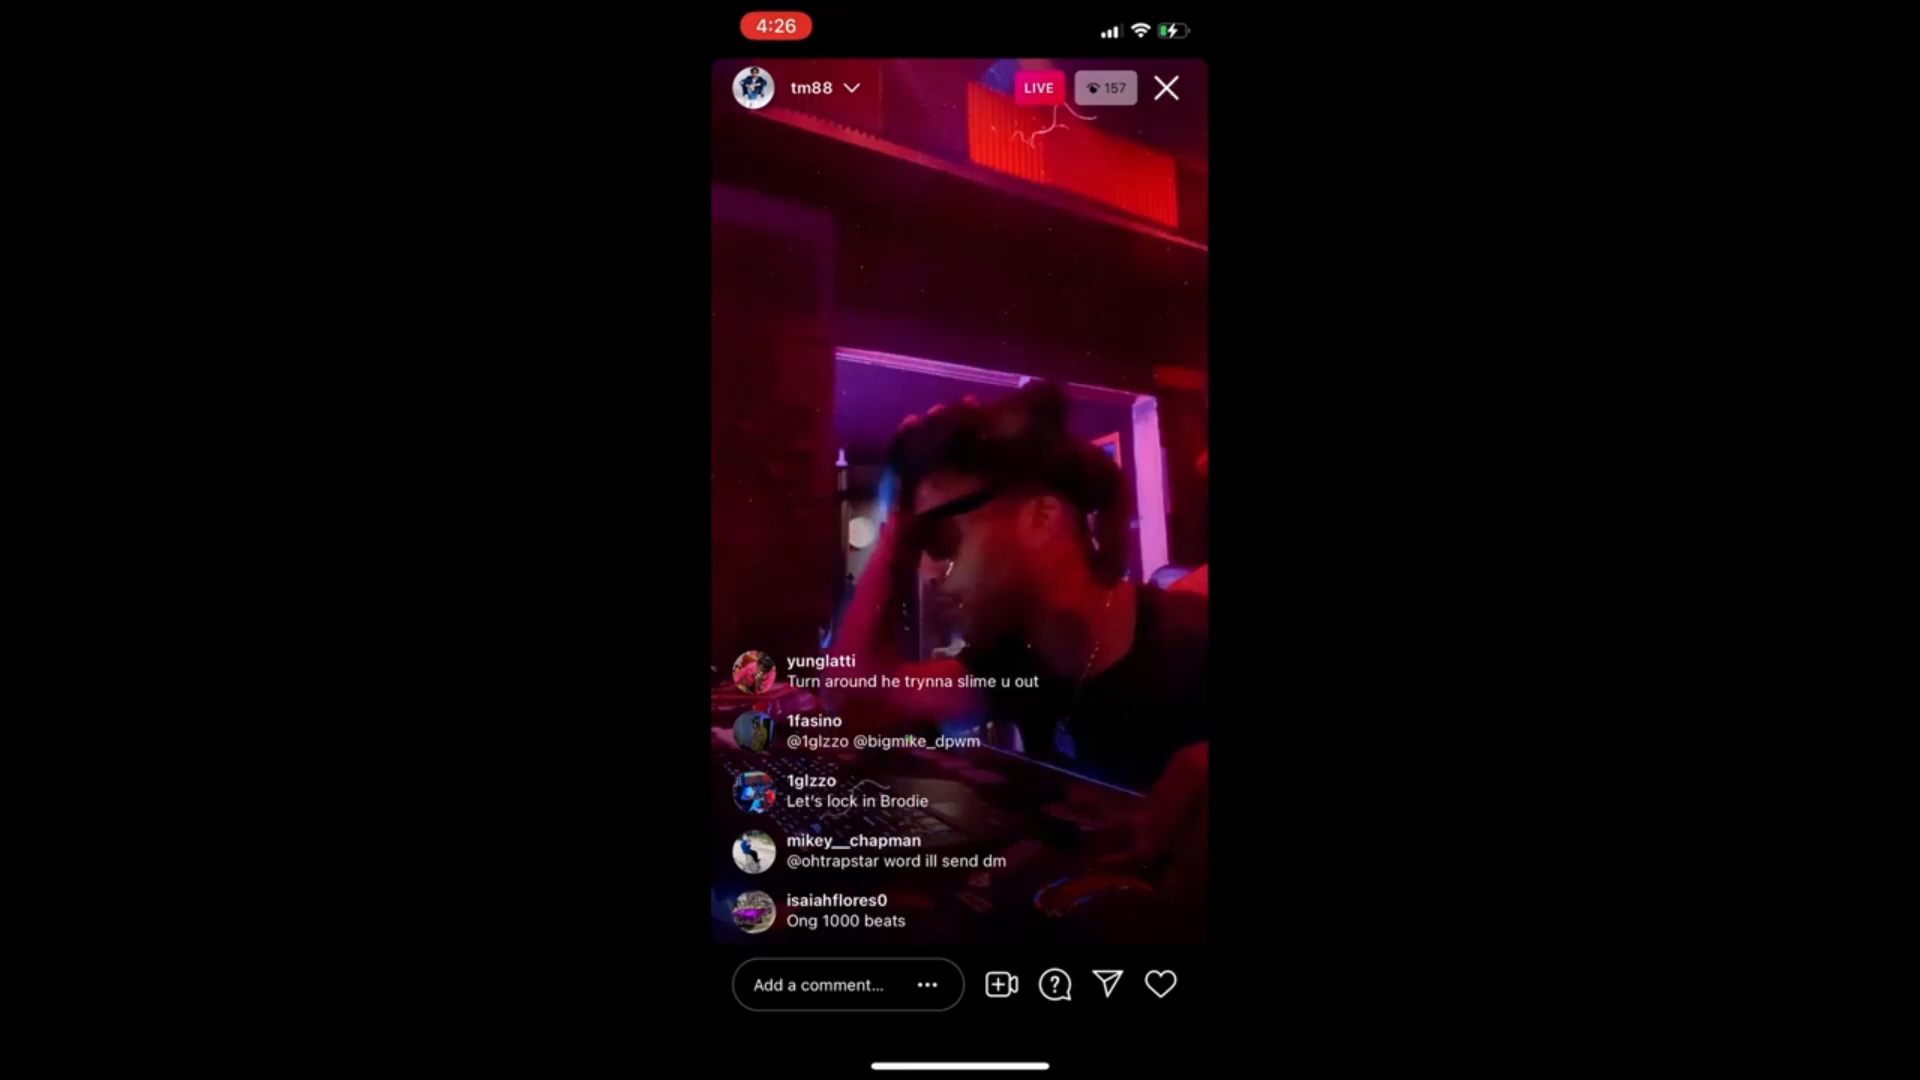 4:26
tm88
LIVE
157
yunglatti
Turn around he trynna slime u out
1fasino
@1glzzo @bigmike_dpwm
1glzzo
Let's lock in Brodie
mikey__chapman
@ohtrapstar word ill send dm
isaiahflores0
Ong 1000 beats
Add a comment...